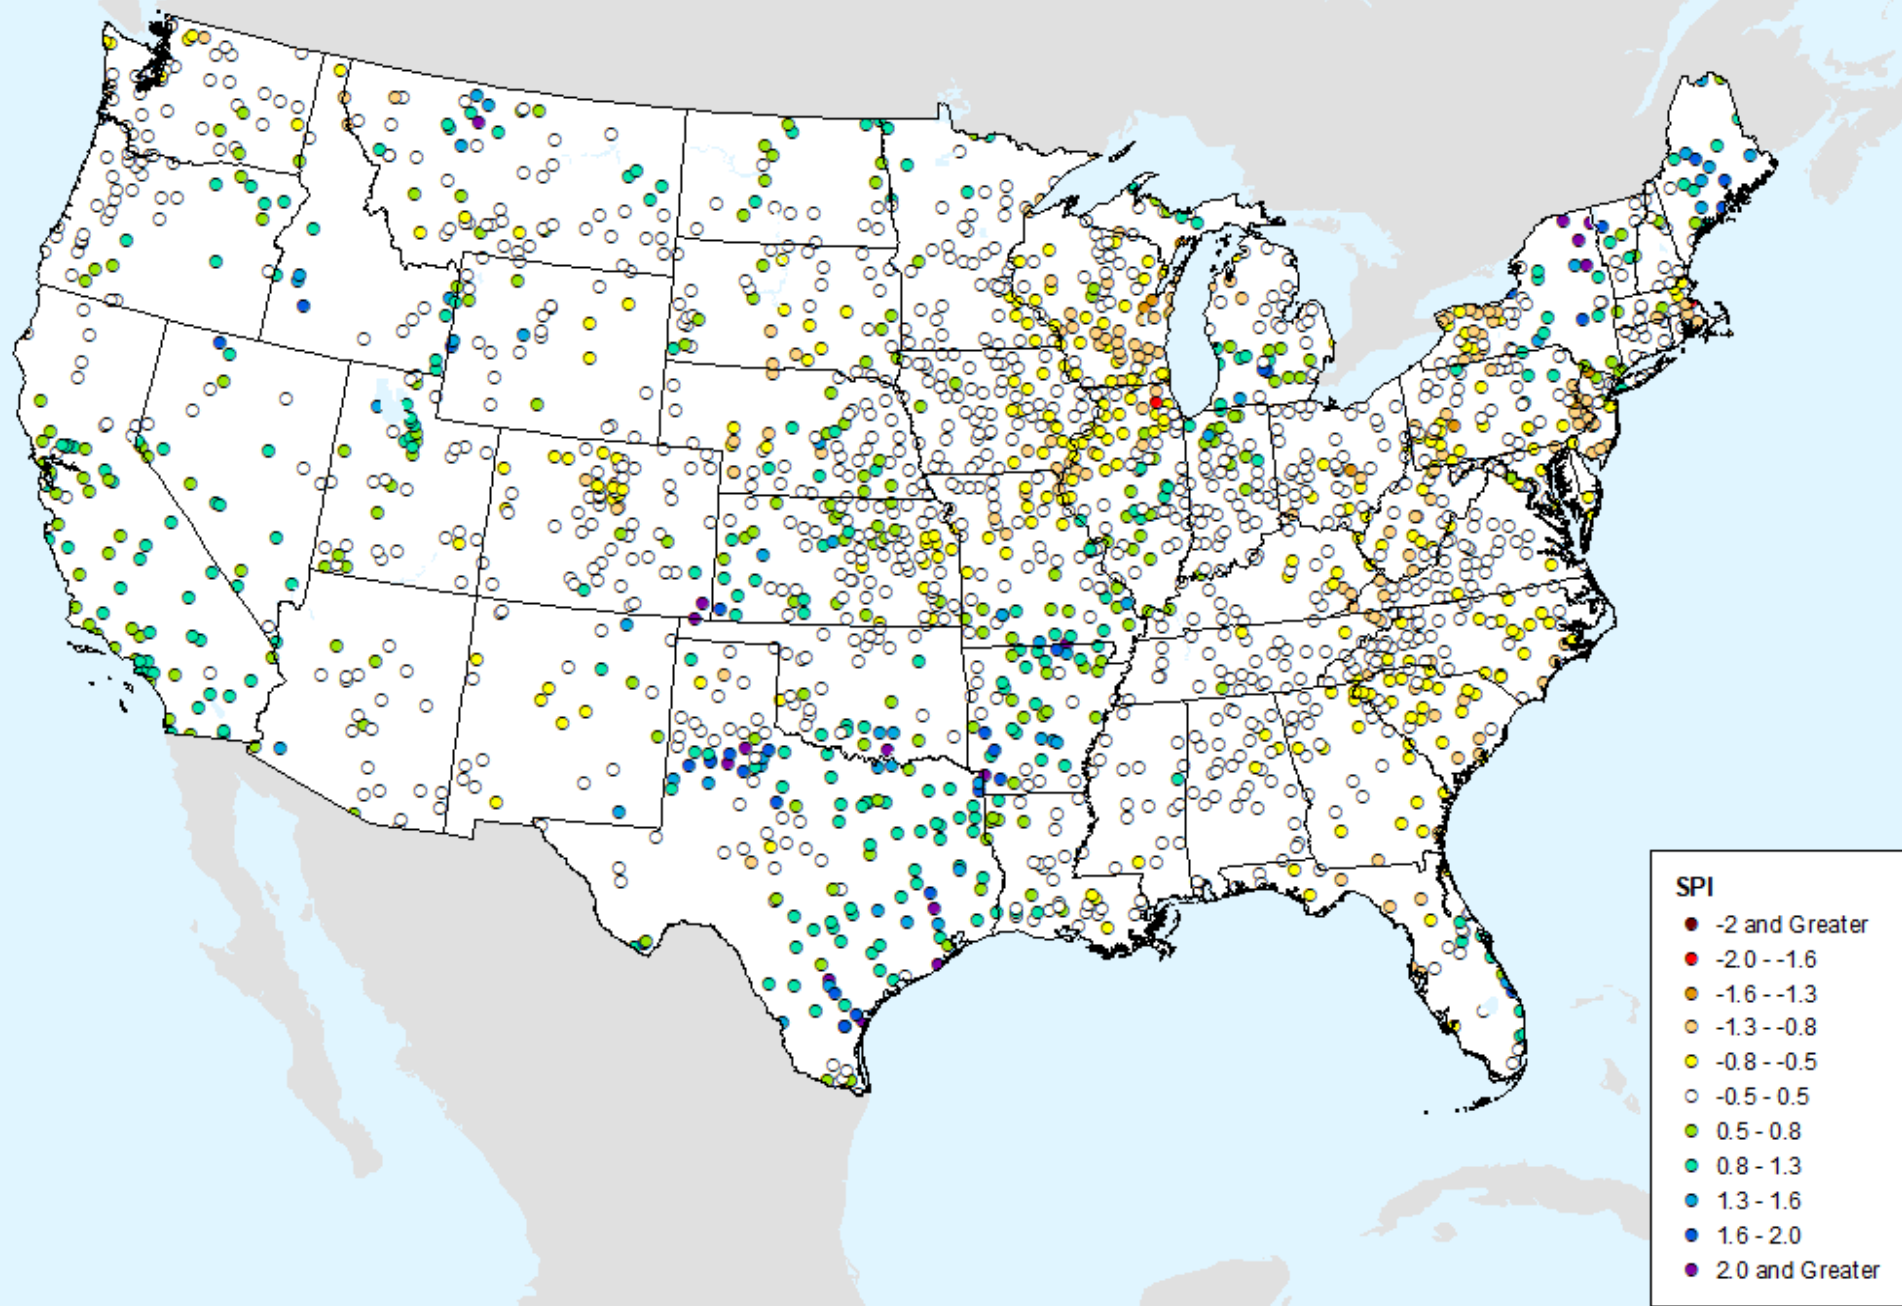 SPI
-2 and Greater
-2.0 - -1.6
-1.6 - -1.3
-1.3 - -0.8
-0.8 - -0.5
-0.5 - 0.5
0.5 - 0.8
0.8 - 1.3
1.3 - 1.6
1.6 - 2.0
2.0 and Greater